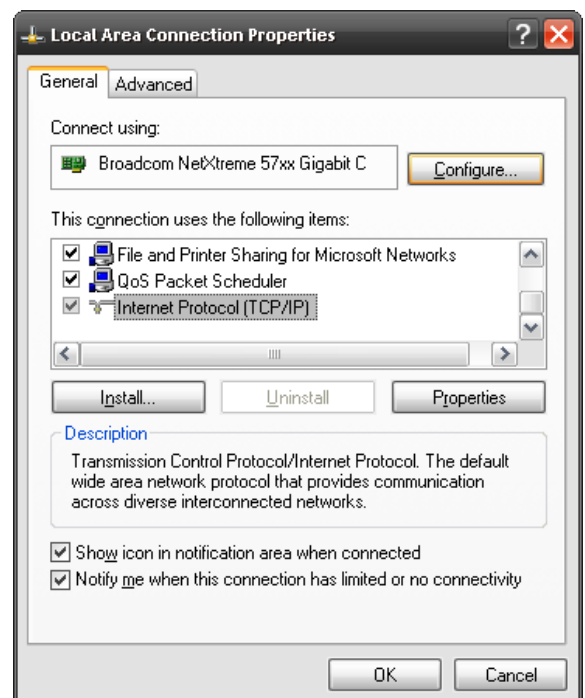 Local Area Connection Properties
General Advanced
Connect using:
Broadcom NetXtreme 57xx Gigabit C
Configure...
This connection uses the following items:
File and Printer Sharing for Microsoft Networks
QoS Packet Scheduler
Internet Protocol (TCP/IP)
Install... Uninstall Properties
Description
Transmission Control Protocol/Internet Protocol. The default
wide area network protocol that provides communication
across diverse interconnected networks.
Show icon in notification area when connected
Notify me when this connection has limited or no connectivity
OK Cancel